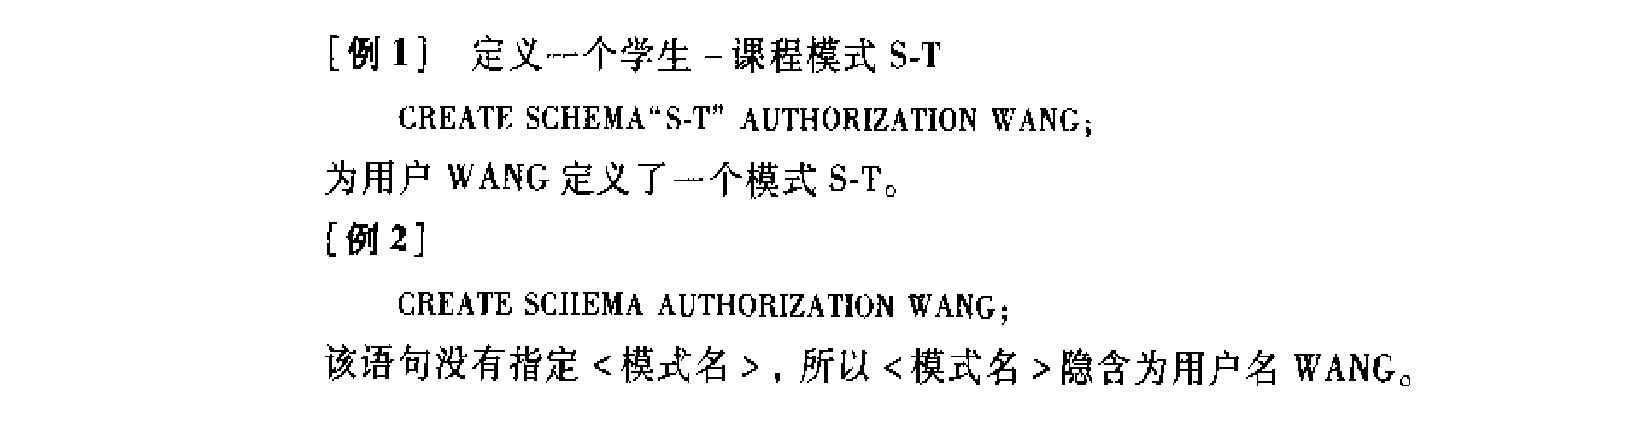 [例1] 定义一个学生-课程模式 S-T
CREATE SCHEMA“S-T” AUTHORIZATION WANG;
为用户 WANG 定义了一个模式 S-T。
[例2]
CREATE SCHEMA AUTHORIZATION WANG;
该语句没有指定<模式名>,所以<模式名>隐含为用户名 WANG。